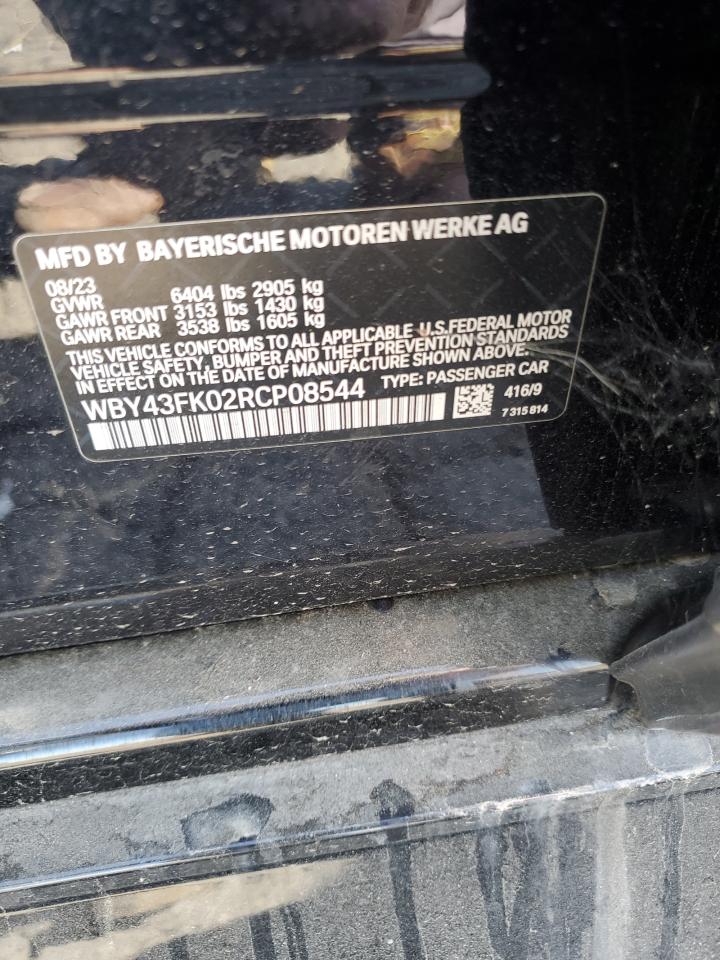 MFD BY BAYERISCHE MOTOREN WERKE AG
08/23
GVWR 6404 lbs 2905 kg
GAWR FRONT 3153 lbs 1430 kg
GAWR REAR 3538 lbs 1605 kg
THIS VEHICLE CONFORMS TO ALL APPLICABLE U.S.FEDERAL MOTOR
VEHICLE SAFETY, BUMPER AND THEFT PREVENTION STANDARDS
IN EFFECT ON THE DATE OF MANUFACTURE SHOWN ABOVE.
WBY43FK02RCP08544 TYPE: PASSENGER CAR
416/9
7 315 814